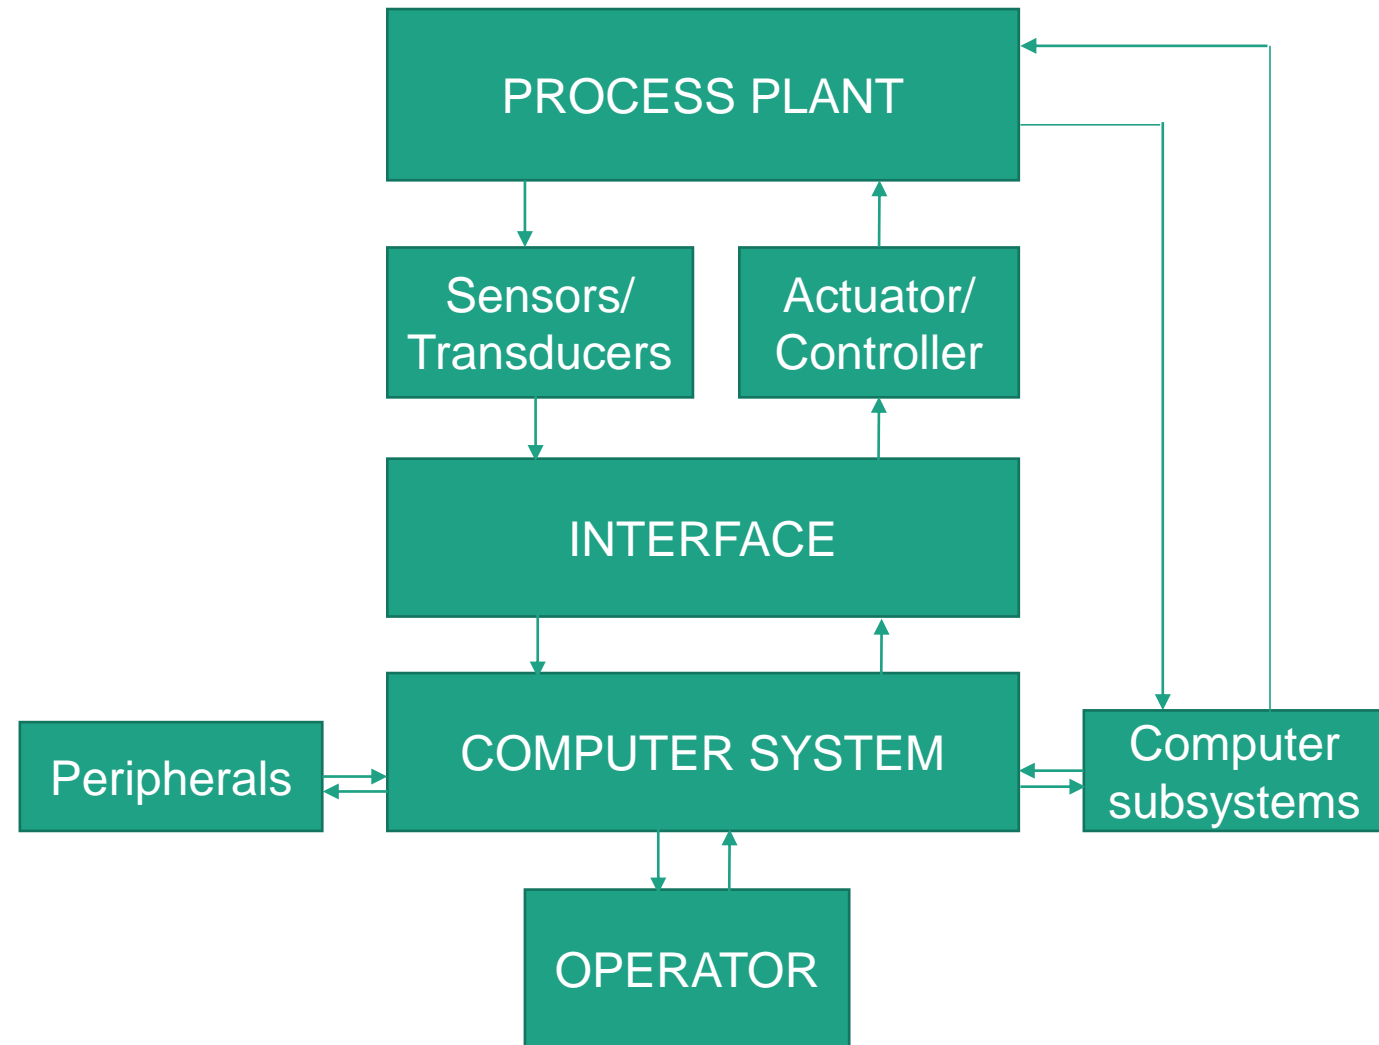 PROCESS PLANT
Sensors/
Transducers
Actuator/
Controller
INTERFACE
COMPUTER SYSTEM
Peripherals
Computer
subsystems
OPERATOR